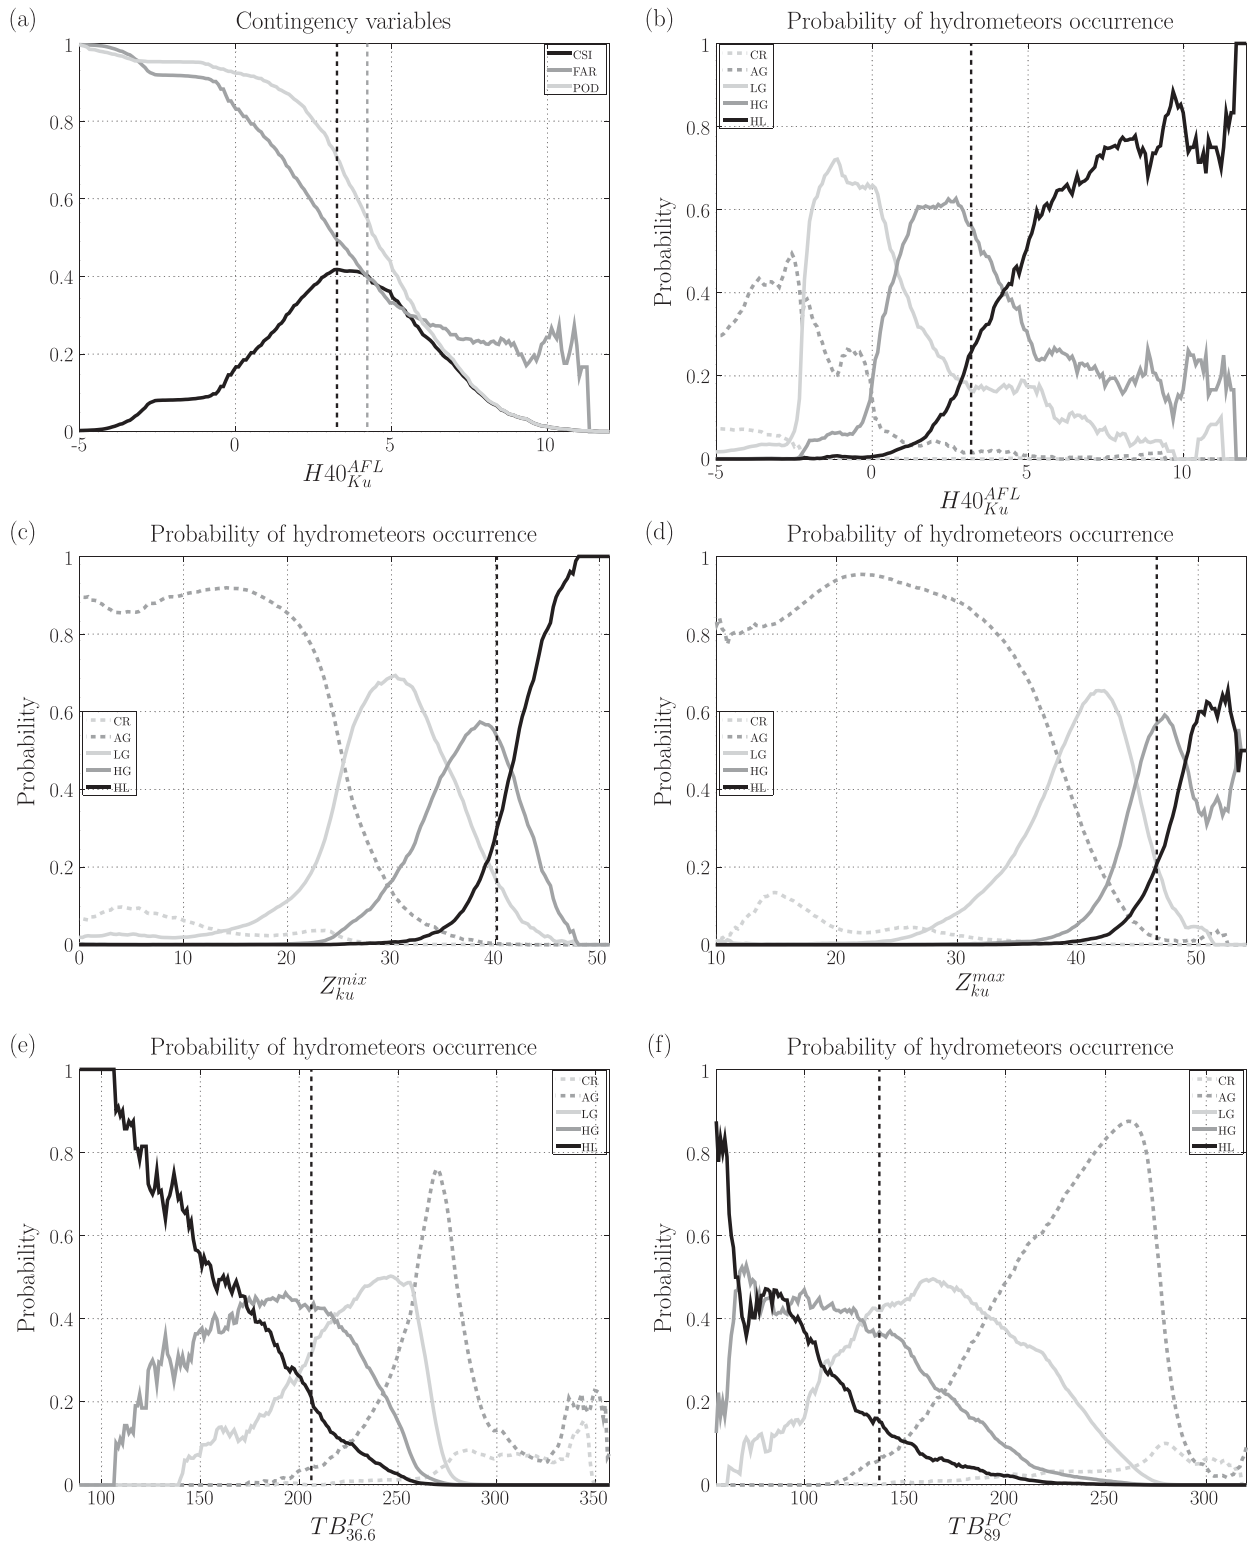 (a)
Contingency variables
1
0.8
0.6
0.4
0.2
0
-5
0
5
10
CSI
FAR
POD
H40_{Ku}^{AFL}
(b)
Probability of hydrometeors occurrence
Probability
1
0.8
0.6
0.4
0.2
0
-5
0
5
10
CR
AG
LG
HG
HL
H40_{Ku}^{AFL}
(c)
Probability of hydrometeors occurrence
Probability
1
0.8
0.6
0.4
0.2
0
0
10
20
30
40
50
CR
AG
LG
HG
HL
Z_{ku}^{mix}
(d)
Probability of hydrometeors occurrence
Probability
1
0.8
0.6
0.4
0.2
0
10
20
30
40
50
CR
AG
LG
HG
HL
Z_{ku}^{max}
(e)
Probability of hydrometeors occurrence
Probability
1
0.8
0.6
0.4
0.2
0
100
150
200
250
300
350
CR
AG
LG
HG
HL
TB_{36.6}^{PC}
(f)
Probability of hydrometeors occurrence
Probability
1
0.8
0.6
0.4
0.2
0
100
150
200
250
300
CR
AG
LG
HG
HL
TB_{89}^{PC}